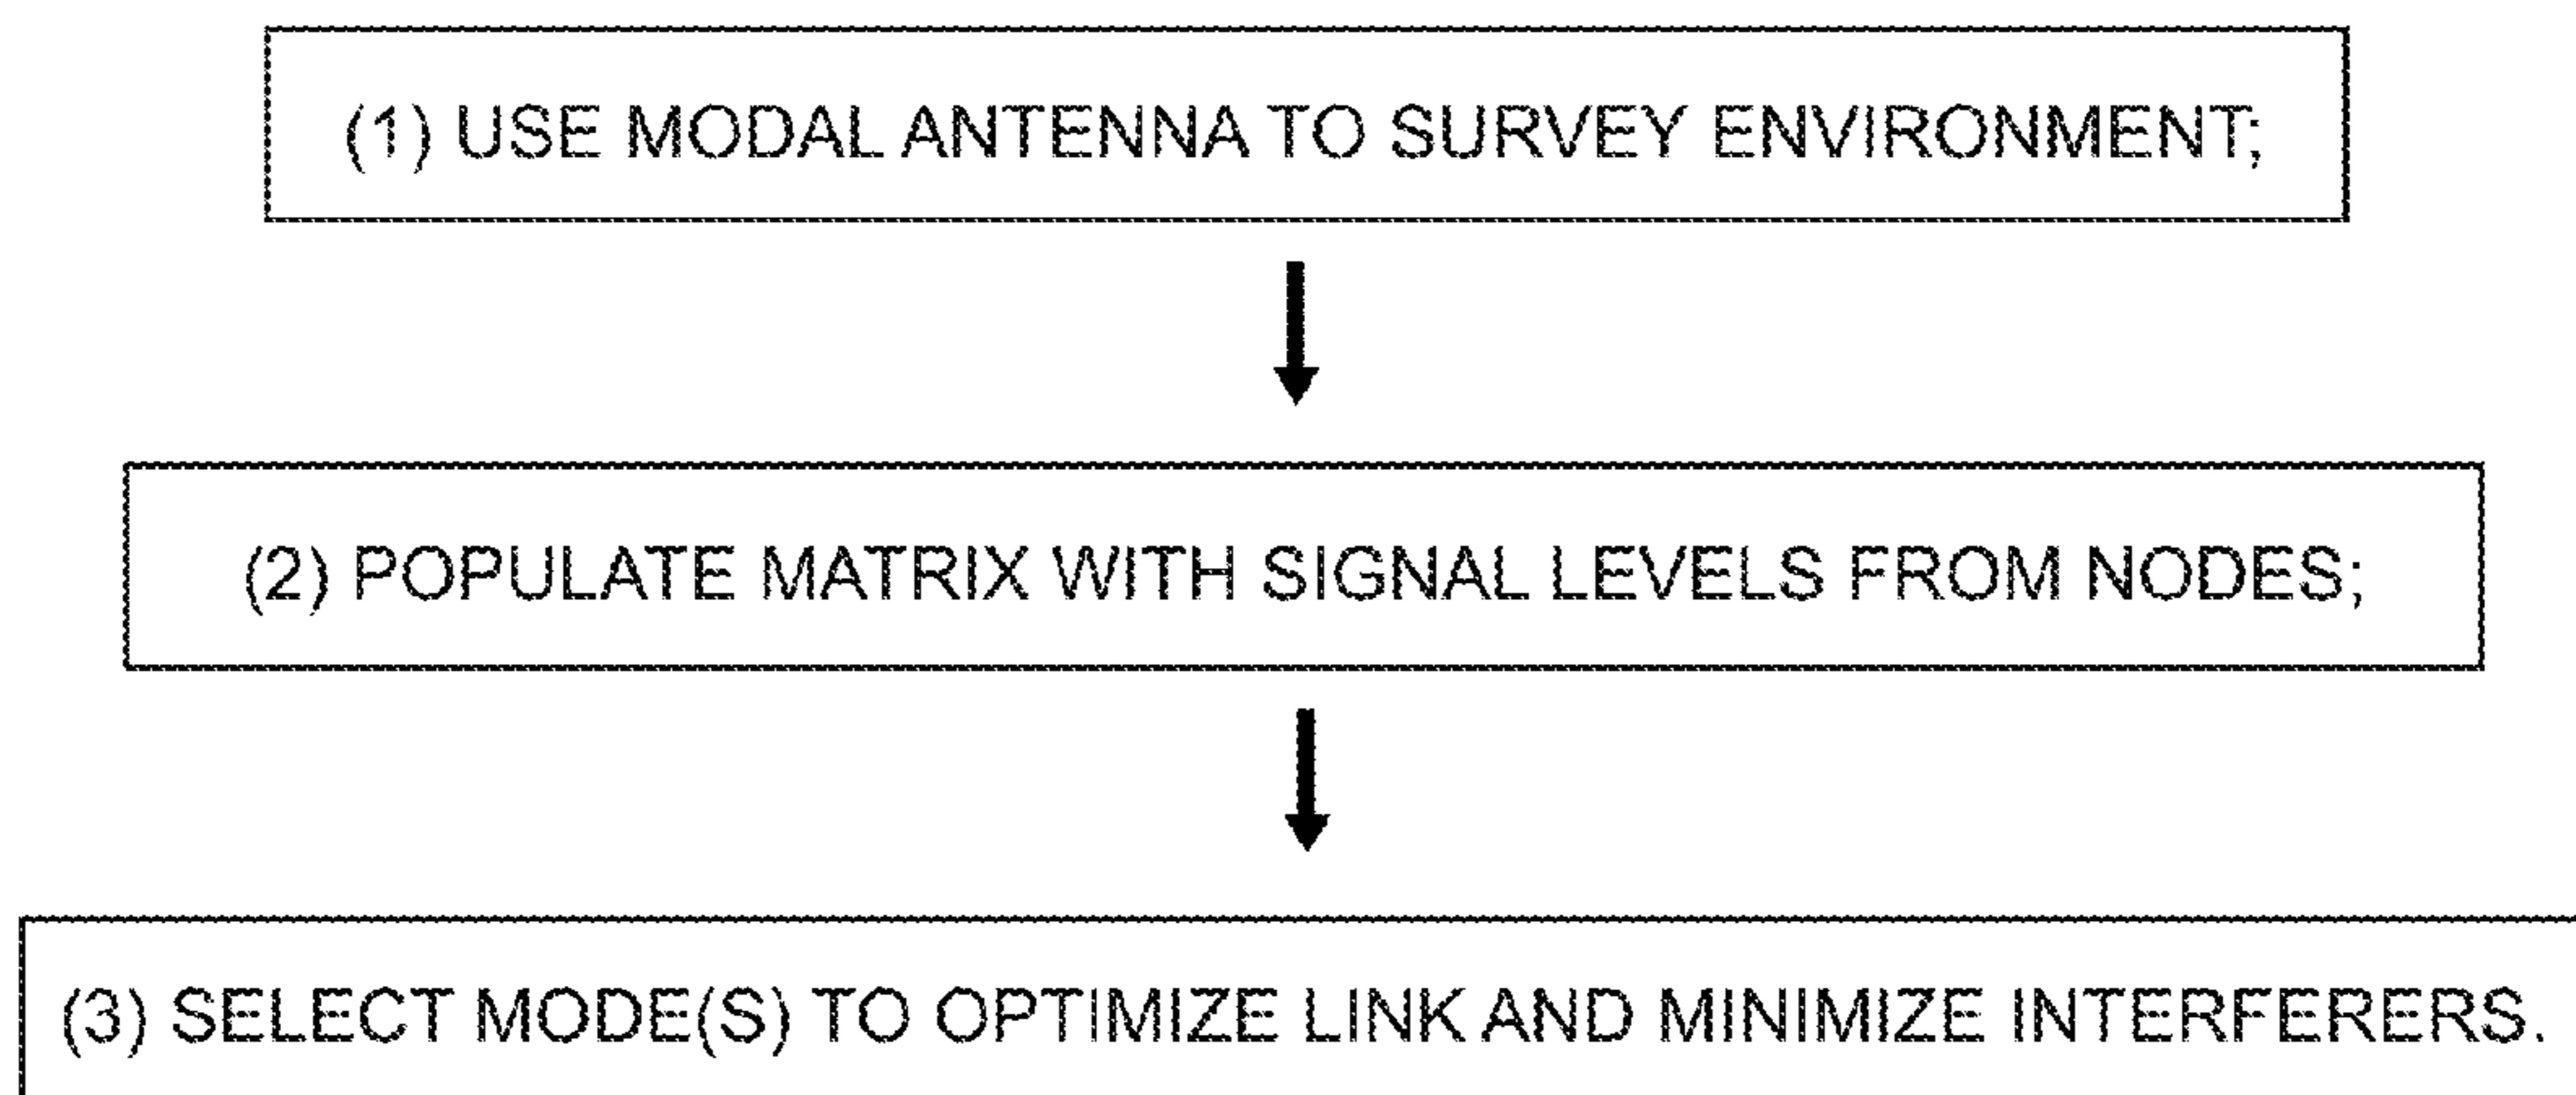 (1) USE MODAL ANTENNA TO SURVEY ENVIRONMENT;
(2) POPULATE MATRIX WITH SIGNAL LEVELS FROM NODES;
(3) SELECT MODE(S) TO OPTIMIZE LINK AND MINIMIZE INTERFERERS.